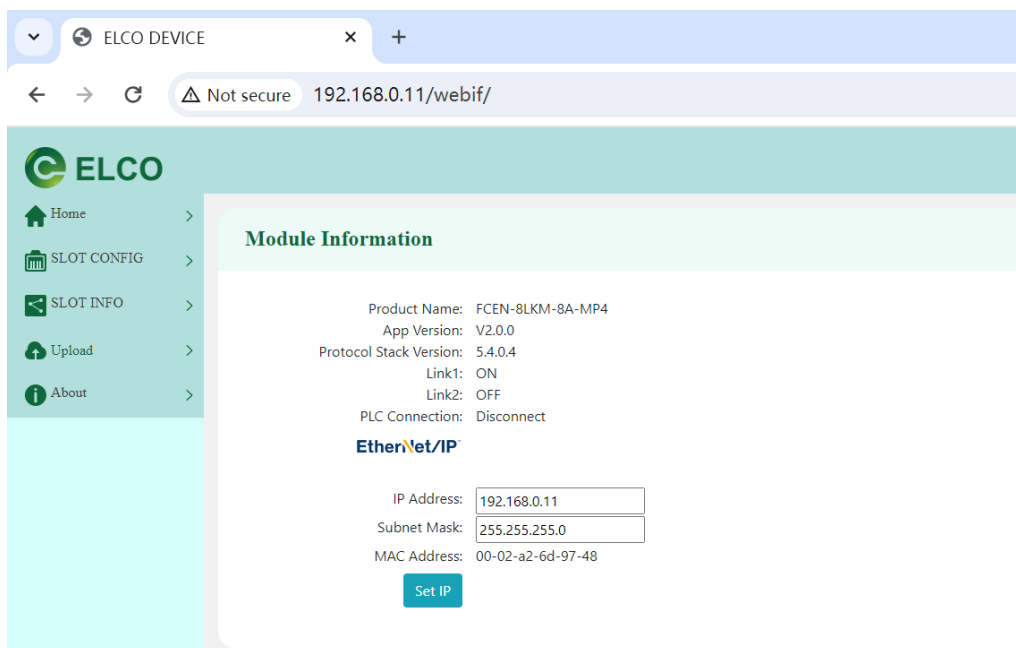 ELCO DEVICE
Not secure 192.168.0.11/webif/
ELCO
Home
SLOT CONFIG
SLOT INFO
Upload
About
Module Information
Product Name: FCEN-8LKM-8A-MP4
App Version: V2.0.0
Protocol Stack Version: 5.4.0.4
Link1: ON
Link2: OFF
PLC Connection: Disconnect
EtherNet/IP
IP Address: 192.168.0.11
Subnet Mask: 255.255.255.0
MAC Address: 00-02-a2-6d-97-48
Set IP